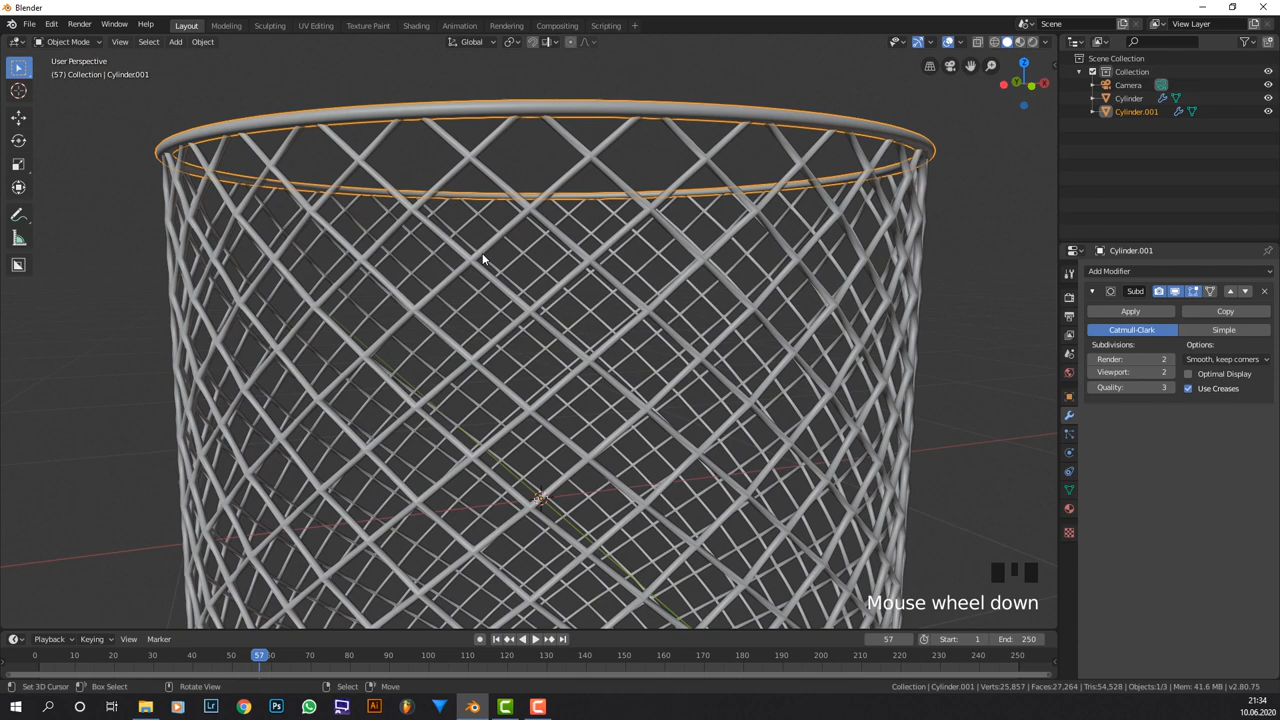 Blender
File Edit Render Window Help Layout Modeling Sculpting UV Editing Texture Paint Shading Animation Rendering Compositing Scripting + Scene View Layer
Object Mode View Select Add Object Global
User Perspective
(57) Collection | Cylinder.001
Z
Y
X
Scene Collection
Collection
Camera
Cylinder
Cylinder.001
Cylinder.001
Add Modifier
Subd
Apply Copy
Catmull-Clark Simple
Subdivisions: Options:
Render: 2 Smooth, keep corners
Viewport: 2 Optimal Display
Quality: 3 Use Creases
Mouse wheel down
Playback Keying View Marker 57 Start: 1 End: 250
0 10 20 30 40 50 57 70 80 90 100 110 120 130 140 150 160 170 180 190 200 210 220 230 240 250
Set 3D Cursor Box Select Rotate View Select Move Collection | Cylinder.001 | Verts:25,857 | Faces:27,264 | Tris:54,528 | Objects:1/3 | Mem: 41.6 MB | v2.80.75
Lr Ps Ai
21:34
10.06.2020